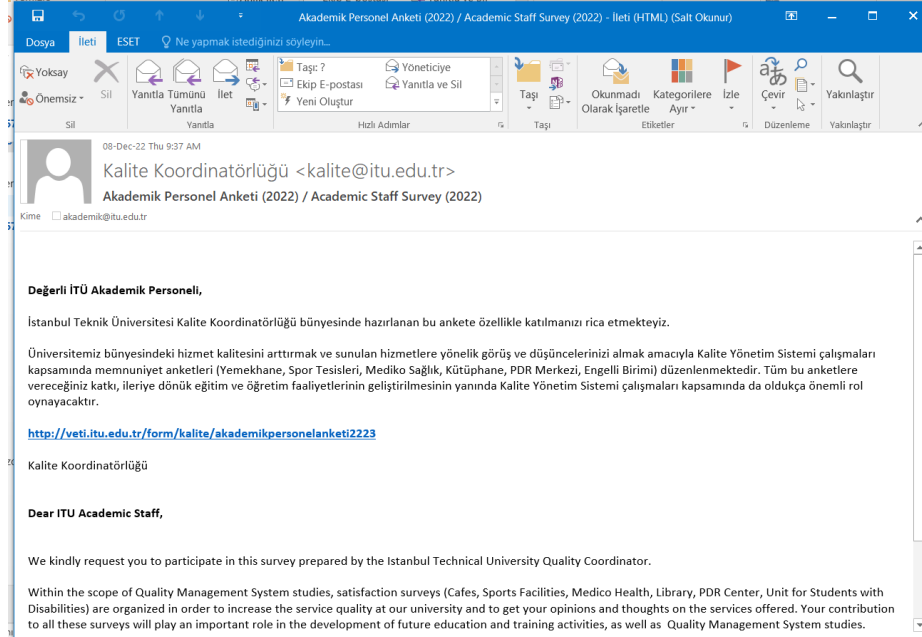 Akademik Personel Anketi (2022) / Academic Staff Survey (2022) - İleti (HTML) (Salt Okunur)
Dosya İleti ESET Ne yapmak istediğinizi söyleyin...
Yoksay
Önemsiz
Sil
Yanıtla Tümünü Yanıtla İlet
Taşı: ?
Ekip E-postası
Yeni Oluştur
Yöneticiye
Yanıtla ve Sil
Taşı
Okunmadı Olarak İşaretle
Kategorilere Ayır
İzle
Çevir
Yakınlaştır
Sil Yanıtla Hızlı Adımlar Taşı Etiketler Düzenleme Yakınlaştır
08-Dec-22 Thu 9:37 AM
Kalite Koordinatörlüğü <kalite@itu.edu.tr>
Akademik Personel Anketi (2022) / Academic Staff Survey (2022)
Kime akademik@itu.edu.tr
Değerli İTÜ Akademik Personeli,
İstanbul Teknik Üniversitesi Kalite Koordinatörlüğü bünyesinde hazırlanan bu ankete özellikle katılmanızı rica etmekteyiz.
Üniversitemiz bünyesindeki hizmet kalitesini arttırmak ve sunulan hizmetlere yönelik görüş ve düşüncelerinizi almak amacıyla Kalite Yönetim Sistemi çalışmaları
kapsamında memnuniyet anketleri (Yemekhane, Spor Tesisleri, Mediko Sağlık, Kütüphane, PDR Merkezi, Engelli Birimi) düzenlenmektedir. Tüm bu anketlere
vereceğiniz katkı, ileriye dönük eğitim ve öğretim faaliyetlerinin geliştirilmesinin yanında Kalite Yönetim Sistemi çalışmaları kapsamında da oldukça önemli rol
oynayacaktır.
http://veti.itu.edu.tr/form/kalite/akademikpersonelanketi2223
Kalite Koordinatörlüğü
Dear ITU Academic Staff,
We kindly request you to participate in this survey prepared by the Istanbul Technical University Quality Coordinator.
Within the scope of Quality Management System studies, satisfaction surveys (Cafes, Sports Facilities, Medico Health, Library, PDR Center, Unit for Students with
Disabilities) are organized in order to increase the service quality at our university and to get your opinions and thoughts on the services offered. Your contribution
to all these surveys will play an important role in the development of future education and training activities, as well as Quality Management System studies.